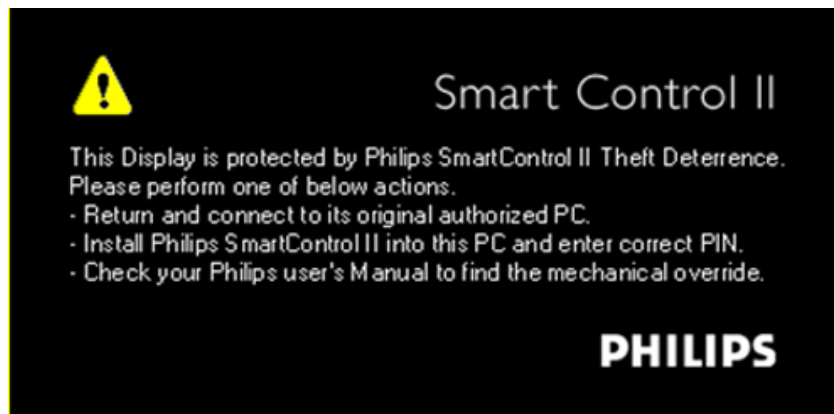 Smart Control II
This Display is protected by Philips SmartControl II Theft Deterrence.
Please perform one of below actions.
- Return and connect to its original authorized PC.
- Install Philips SmartControl II into this PC and enter correct PIN.
- Check your Philips user's Manual to find the mechanical override.
PHILIPS